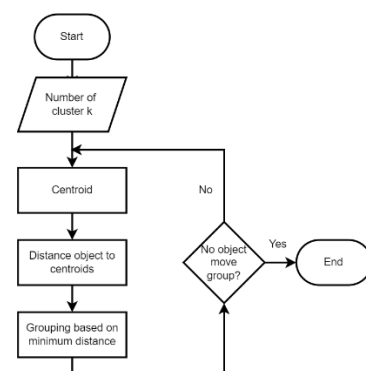 Start
Number of
cluster k
Centroid
Distance object to
centroids
Grouping based on
minimum distance
No
No object
move
group?
Yes
End